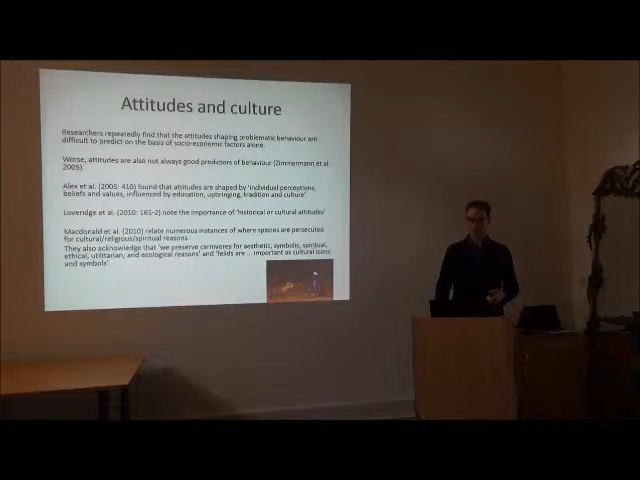 Attitudes and culture
Researchers repeatedly find that the attitudes shaping problematic behaviour are
difficult to predict on the basis of socio-economic factors alone.
Worse, attitudes are also not always good predictors of behaviour (Zimmermann et al
2005)
Alex et al. (2005: 410) found that attitudes are shaped by 'individual perceptions,
beliefs and values, influenced by education, upbringing, tradition and culture'.
Loveridge et al. (2010: 161-2) note the importance of 'historical or cultural attitudes'
Macdonald et al. (2010) relate numerous instances of where species are persecuted
for cultural/religious/spiritual reasons.
They also acknowledge that 'we preserve carnivores for aesthetic, symbolic, spiritual,
ethical, utilitarian, and ecological reasons' and 'felids are ... important as cultural icons
and symbols'.